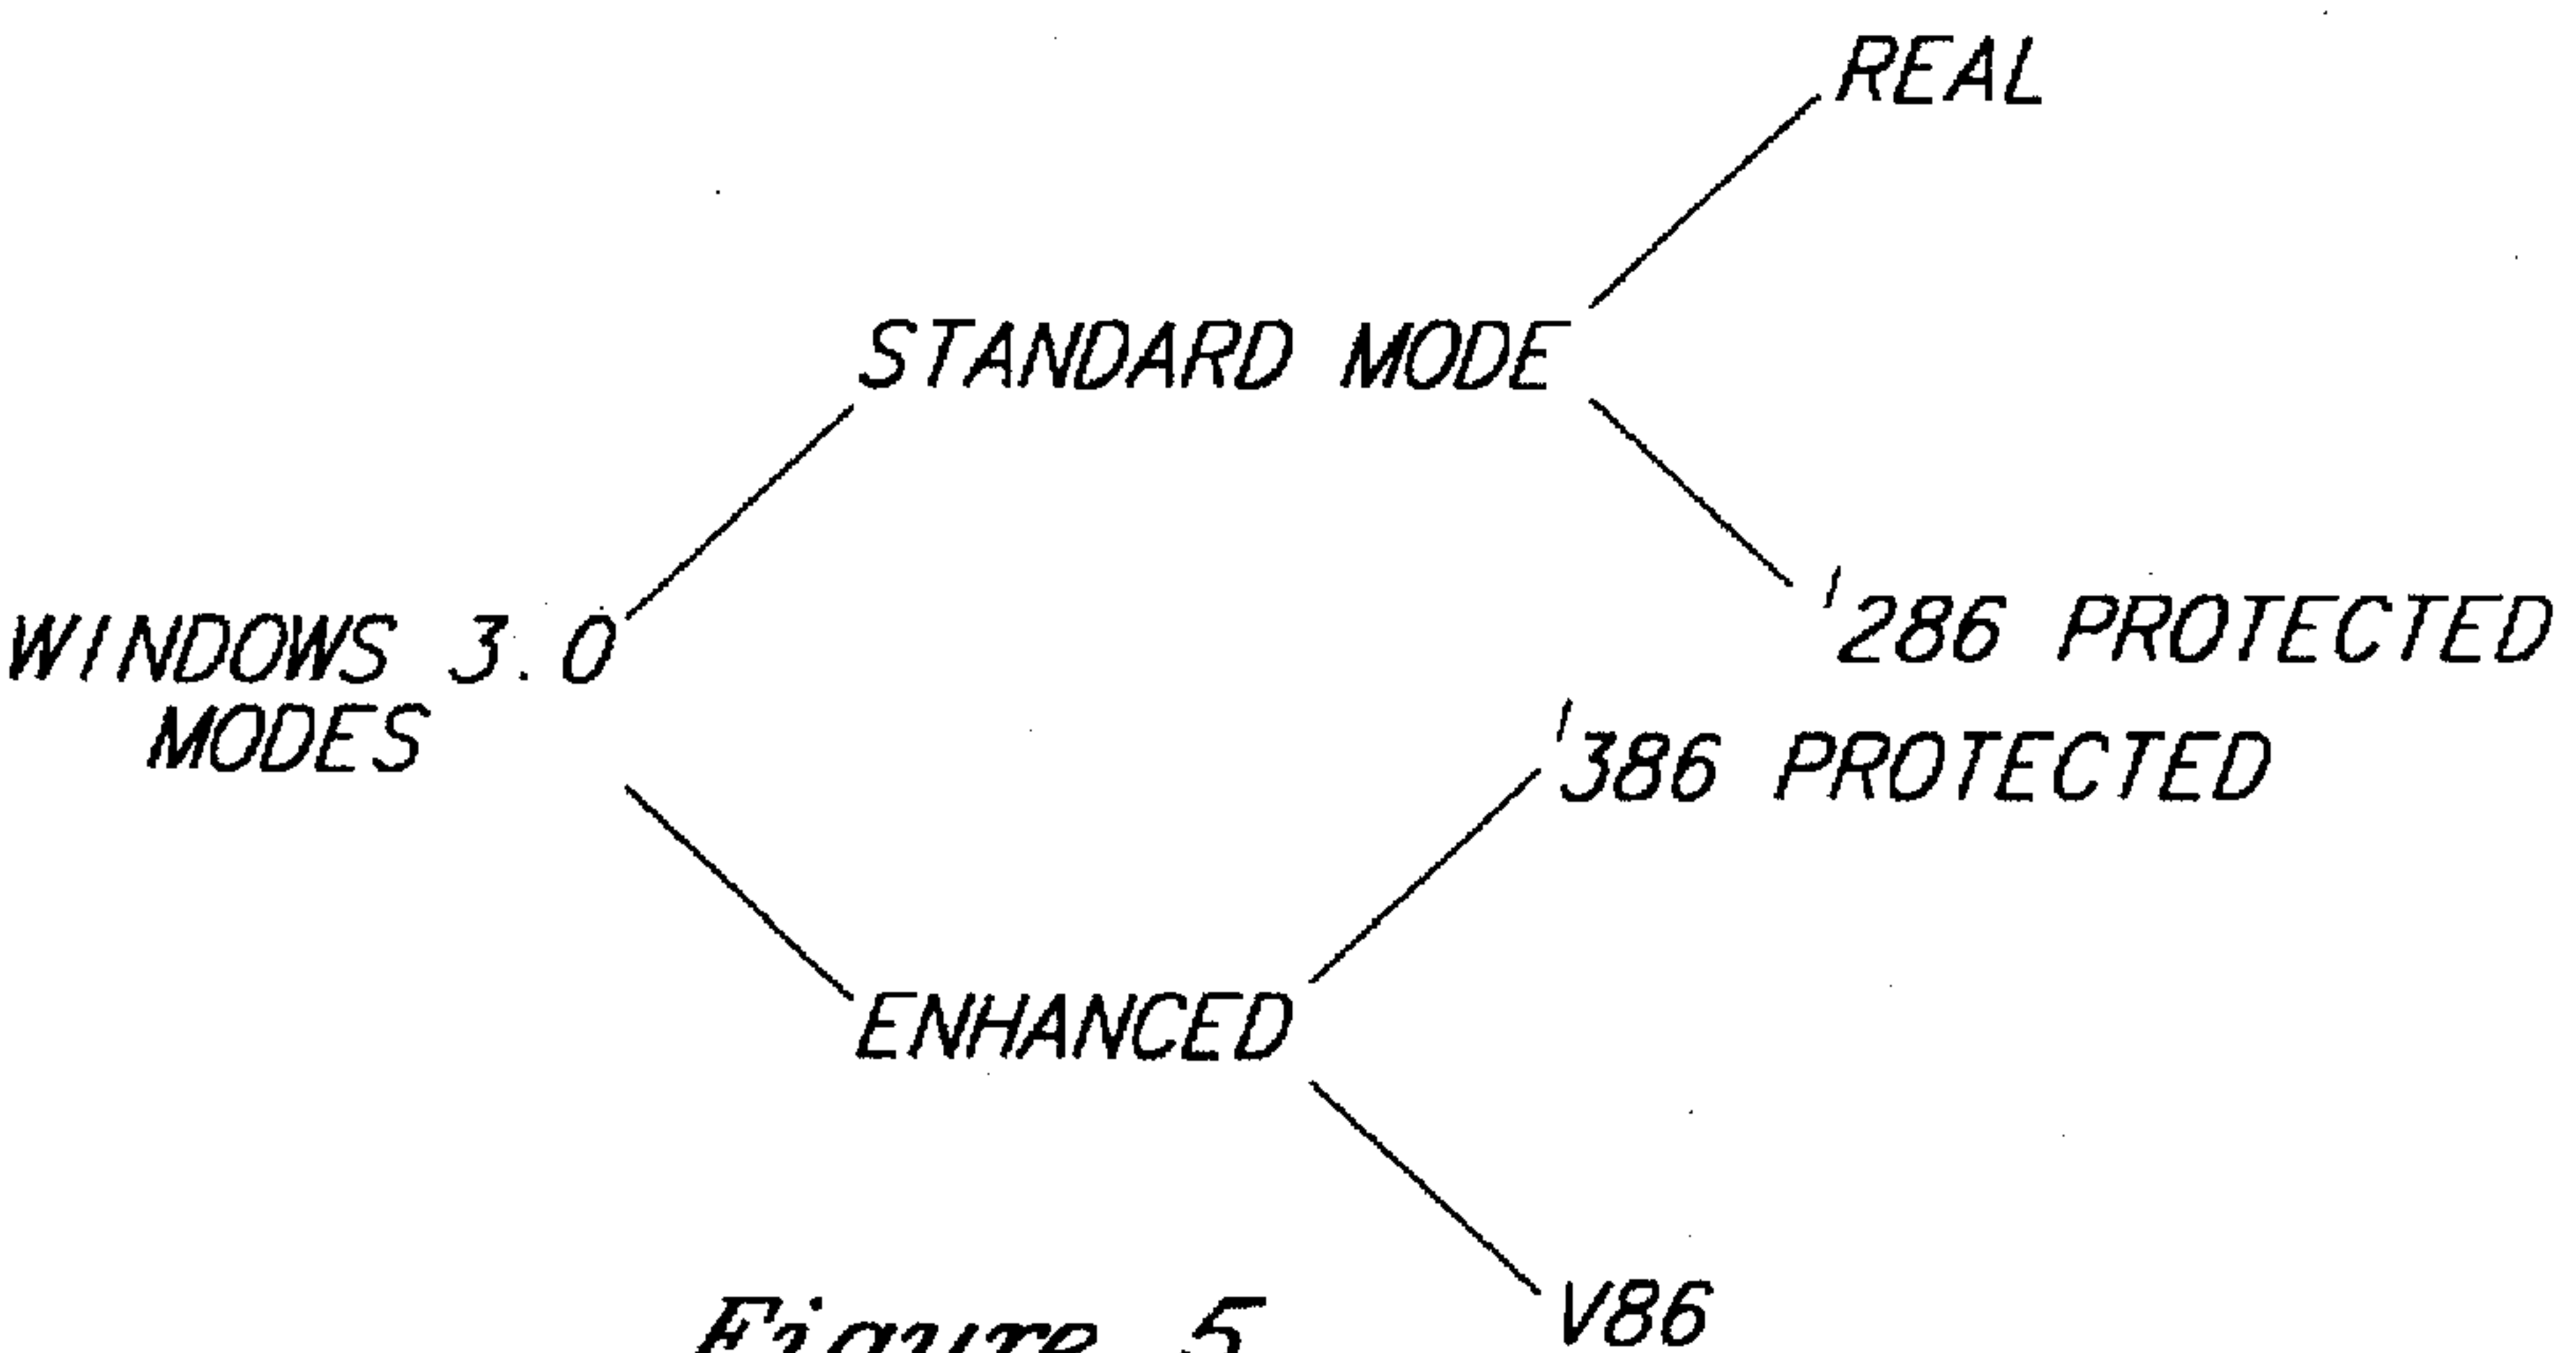 REAL
STANDARD MODE
'286 PROTECTED
WINDOWS 3.0
MODES
'386 PROTECTED
ENHANCED
V86
Figure 5